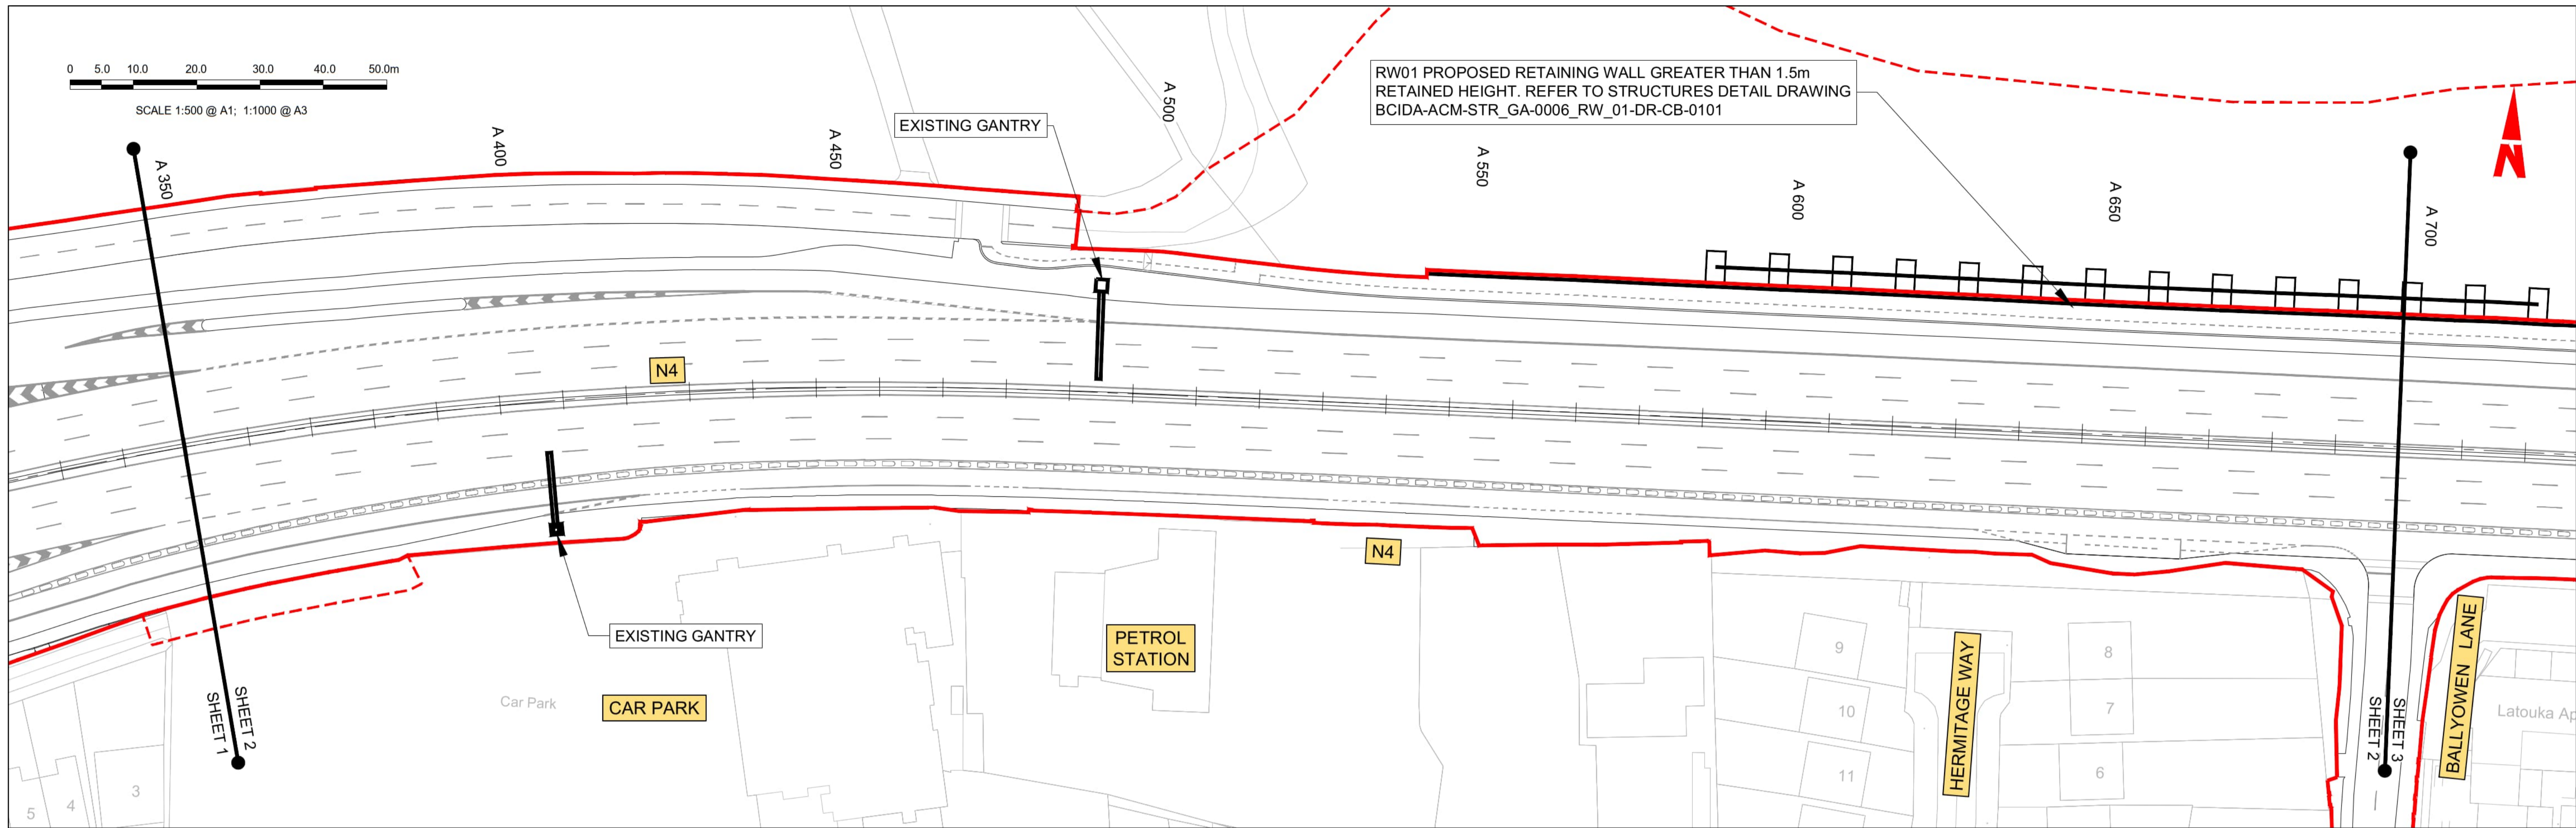 0 5.0 10.0 20.0 30.0 40.0 50.0m
SCALE 1:500 @ A1; 1:1000 @ A3
A 350
A 400
A 450
A 500
A 550
A 600
A 650
A 700
EXISTING GANTRY
RW01 PROPOSED RETAINING WALL GREATER THAN 1.5m
RETAINED HEIGHT. REFER TO STRUCTURES DETAIL DRAWING
BCIDA-ACM-STR_GA-0006_RW_01-DR-CB-0101
N
N4
N4
EXISTING GANTRY
PETROL
STATION
Car Park
CAR PARK
SHEET 2
SHEET 1
5
4
3
9
10
11
HERMITAGE WAY
8
7
6
SHEET 3
SHEET 2
BALLYOWEN LANE
Latouka Ap